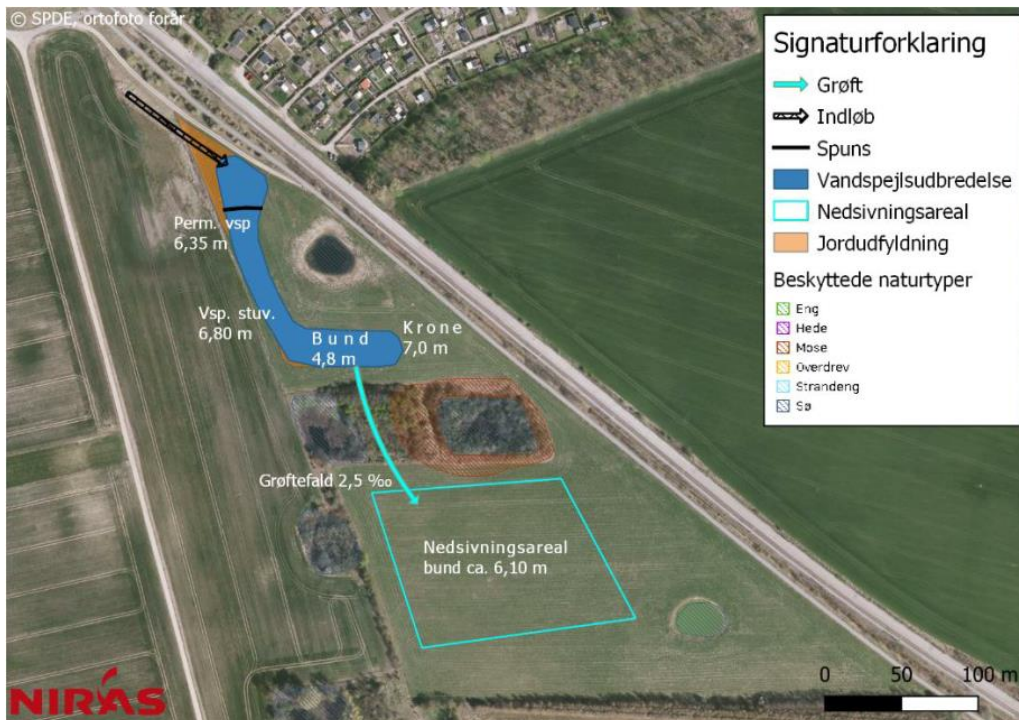 © SPDE, ortofoto forår
Signaturforklaring
Grøft
Indløb
Spuns
Vandspejlsudbredelse
Nedsivningsareal
Jordudfyldning
Beskyttede naturtyper
Eng
Hede
Mose
Overdrev
Strandeng
Sø
Perm. vsp
6,35 m
Vsp. stuv.
6,80 m
Bund
4,8 m
Krone
7,0 m
Grøftefald 2,5 ‰
Nedsivningsareal
bund ca. 6,10 m
0 50 100 m
NIRAS